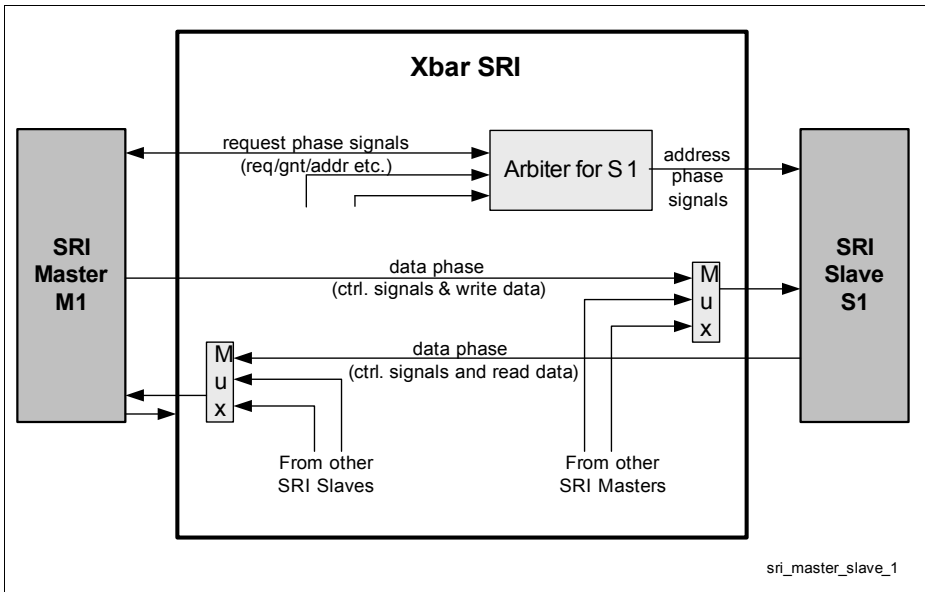 Xbar SRI
request phase signals
(req/gnt/addr etc.)
Arbiter for S1
address
phase
signals
SRI
Master
M1
SRI
Slave
S1
data phase
(ctrl. signals & write data)
M
u
x
data phase
(ctrl. signals and read data)
M
u
x
From other
SRI Slaves
From other
SRI Masters
sri_master_slave_1